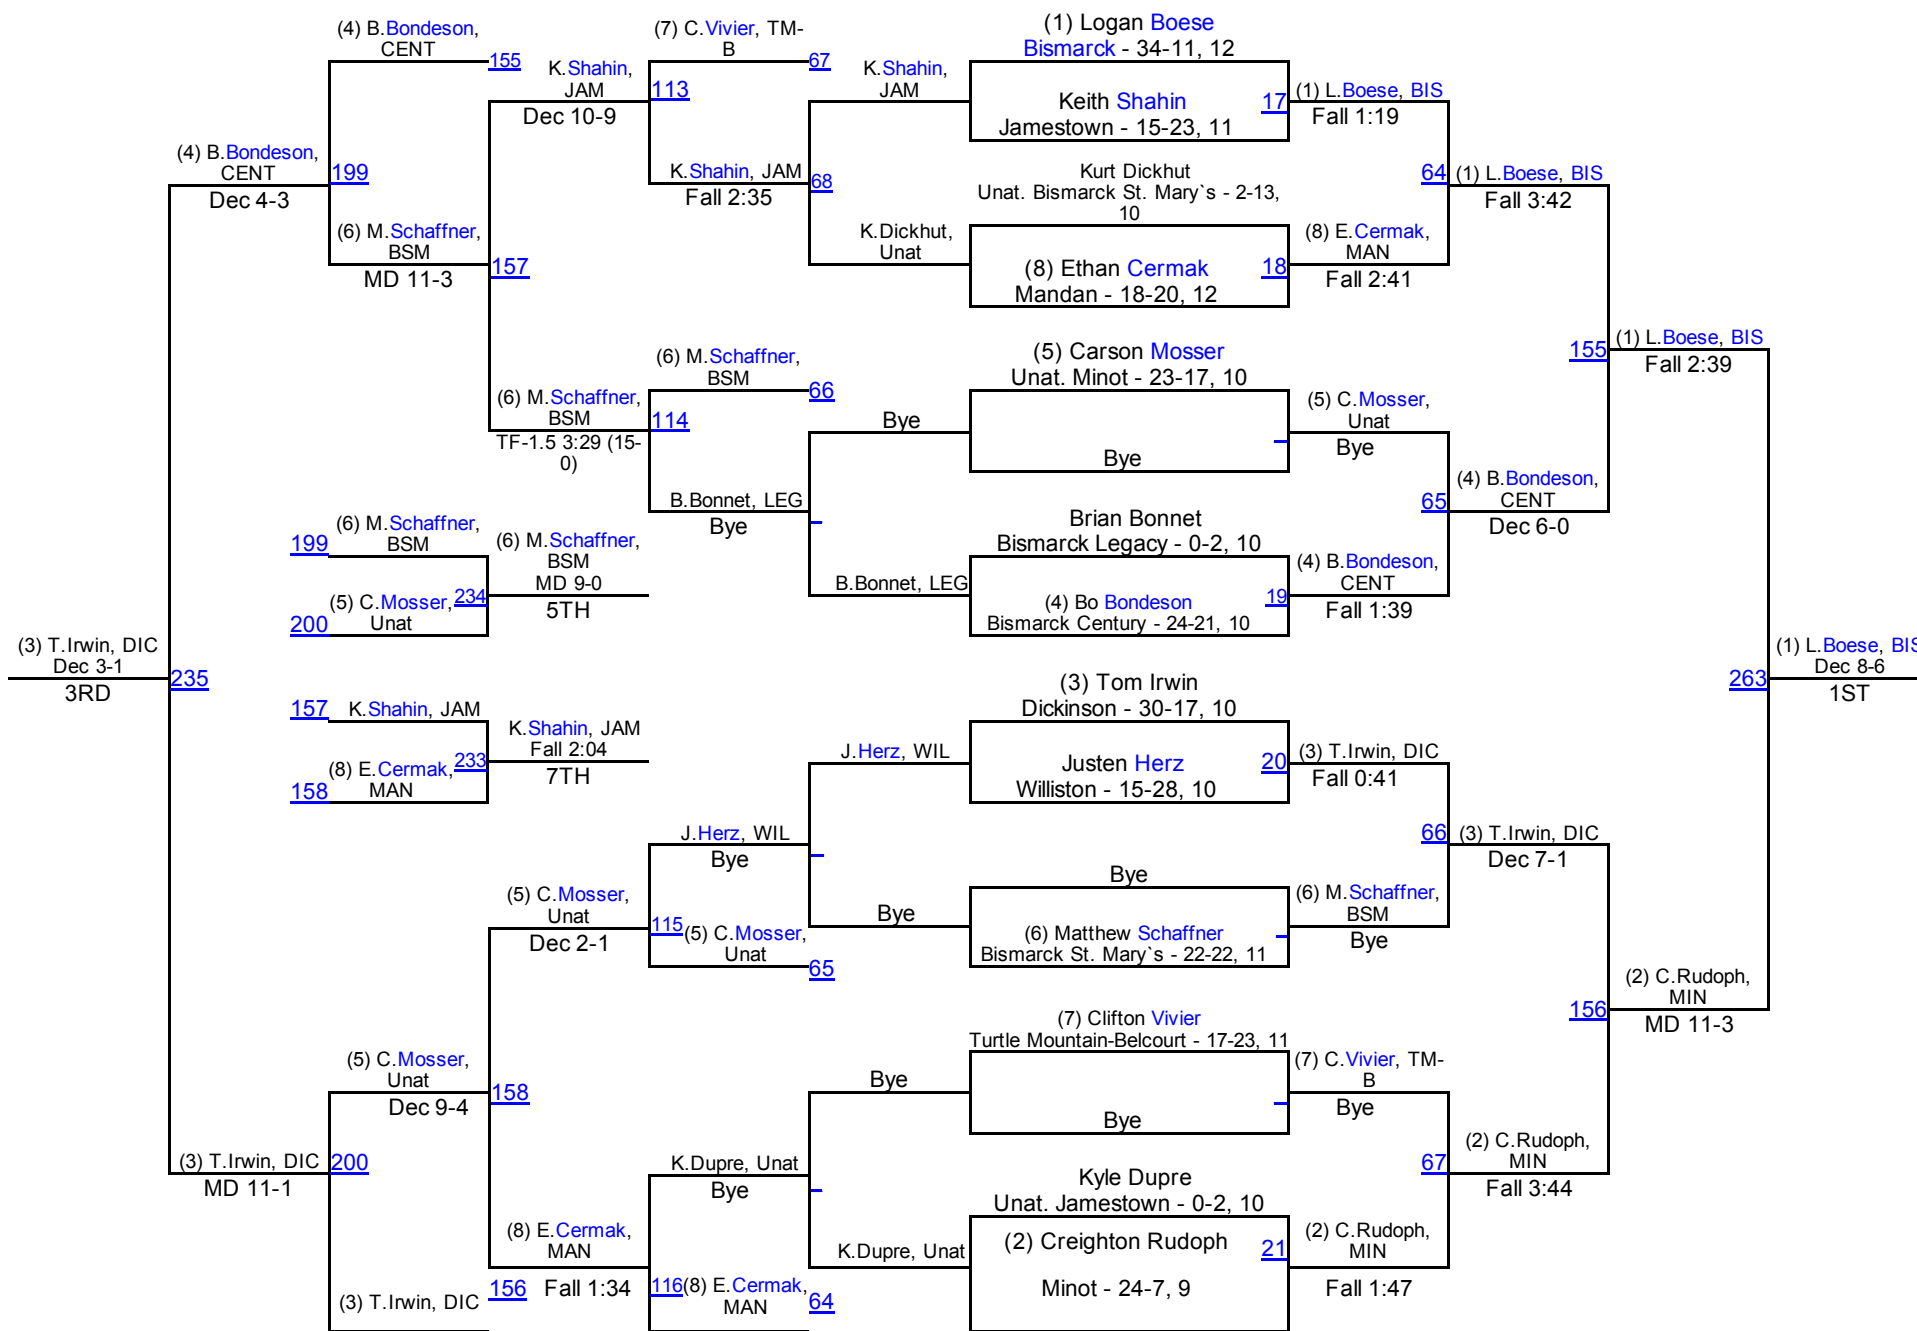 (4) B.Bondeson,
CENT
155
(7) C.Vivier, TM-
B
67
(1) Logan Boese
Bismarck - 34-11, 12
K.Shahin,
JAM
113
Dec 10-9
K.Shahin,
JAM
Keith Shahin
Jamestown - 15-23, 11
17
(1) L.Boese, BIS
Fall 1:19
(4) B.Bondeson,
CENT
199
Dec 4-3
K.Shahin, JAM
68
Fall 2:35
Kurt Dickhut
Unat. Bismarck St. Mary`s - 2-13,
10
64
(1) L.Boese, BIS
Fall 3:42
(6) M.Schaffner,
BSM
157
MD 11-3
K.Dickhut,
Unat
(8) Ethan Cermak
Mandan - 18-20, 12
18
(8) E.Cermak,
MAN
Fall 2:41
(6) M.Schaffner,
BSM
66
(5) Carson Mosser
Unat. Minot - 23-17, 10
155
(1) L.Boese, BIS
Fall 2:39
(6) M.Schaffner,
BSM
114
TF-1.5 3:29 (15-
0)
Bye
Bye
(5) C.Mosser,
Unat
Bye
B.Bonnet, LEG
Bye
65
(4) B.Bondeson,
CENT
Dec 6-0
199
(6) M.Schaffner,
BSM
(6) M.Schaffner,
BSM
MD 9-0
5TH
Brian Bonnet
Bismarck Legacy - 0-2, 10
200
(5) C.Mosser,
Unat
234
B.Bonnet, LEG
(4) Bo Bondeson
Bismarck Century - 24-21, 10
19
(4) B.Bondeson,
CENT
Fall 1:39
(3) T.Irwin, DIC
Dec 3-1
3RD
235
263
(1) L.Boese, BIS
Dec 8-6
1ST
157
K.Shahin, JAM
K.Shahin, JAM
Fall 2:04
7TH
(3) Tom Irwin
Dickinson - 30-17, 10
158
(8) E.Cermak,
MAN
233
J.Herz, WIL
Justen Herz
Williston - 15-28, 10
20
(3) T.Irwin, DIC
Fall 0:41
J.Herz, WIL
Bye
66
(3) T.Irwin, DIC
Dec 7-1
(5) C.Mosser,
Unat
Dec 2-1
115
(5) C.Mosser,
Unat
65
Bye
Bye
(6) Matthew Schaffner
Bismarck St. Mary`s - 22-22, 11
(6) M.Schaffner,
BSM
Bye
156
(2) C.Rudoph,
MIN
MD 11-3
(5) C.Mosser,
Unat
158
Dec 9-4
Bye
(7) Clifton Vivier
Turtle Mountain-Belcourt - 17-23, 11
Bye
(7) C.Vivier, TM-
B
Bye
(3) T.Irwin, DIC
200
MD 11-1
K.Dupre, Unat
Bye
Kyle Dupre
Unat. Jamestown - 0-2, 10
67
(2) C.Rudoph,
MIN
Fall 3:44
(8) E.Cermak,
MAN
Fall 1:34
K.Dupre, Unat
(2) Creighton Rudoph
Minot - 24-7, 9
21
(2) C.Rudoph,
MIN
Fall 1:47
(3) T.Irwin, DIC
156
116
(8) E.Cermak,
MAN
64